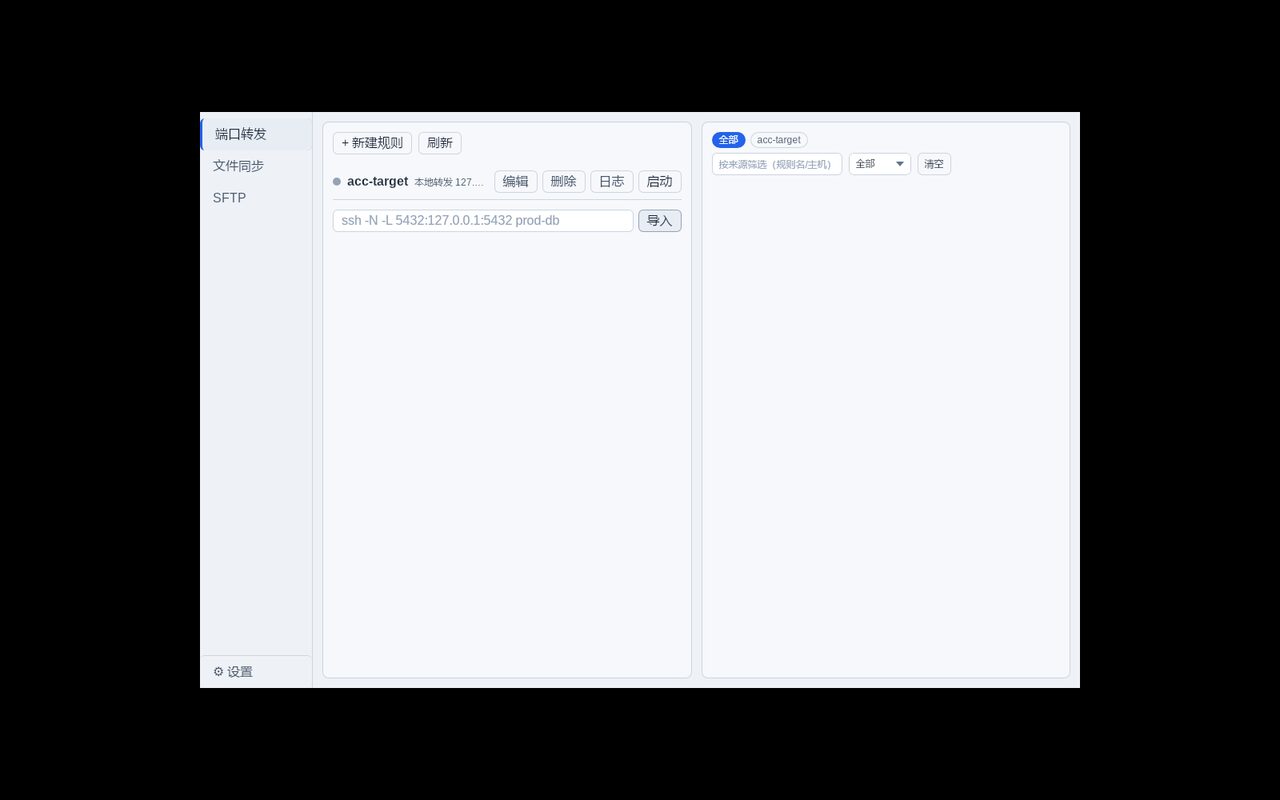 端口转发
文件同步
SFTP
⚙ 设置
+ 新建规则
刷新
acc-target 本地转发 127.... 编辑 删除 日志 启动
ssh -N -L 5432:127.0.0.1:5432 prod-db 导入
全部 acc-target
按来源筛选（规则名/主机） 全部 清空